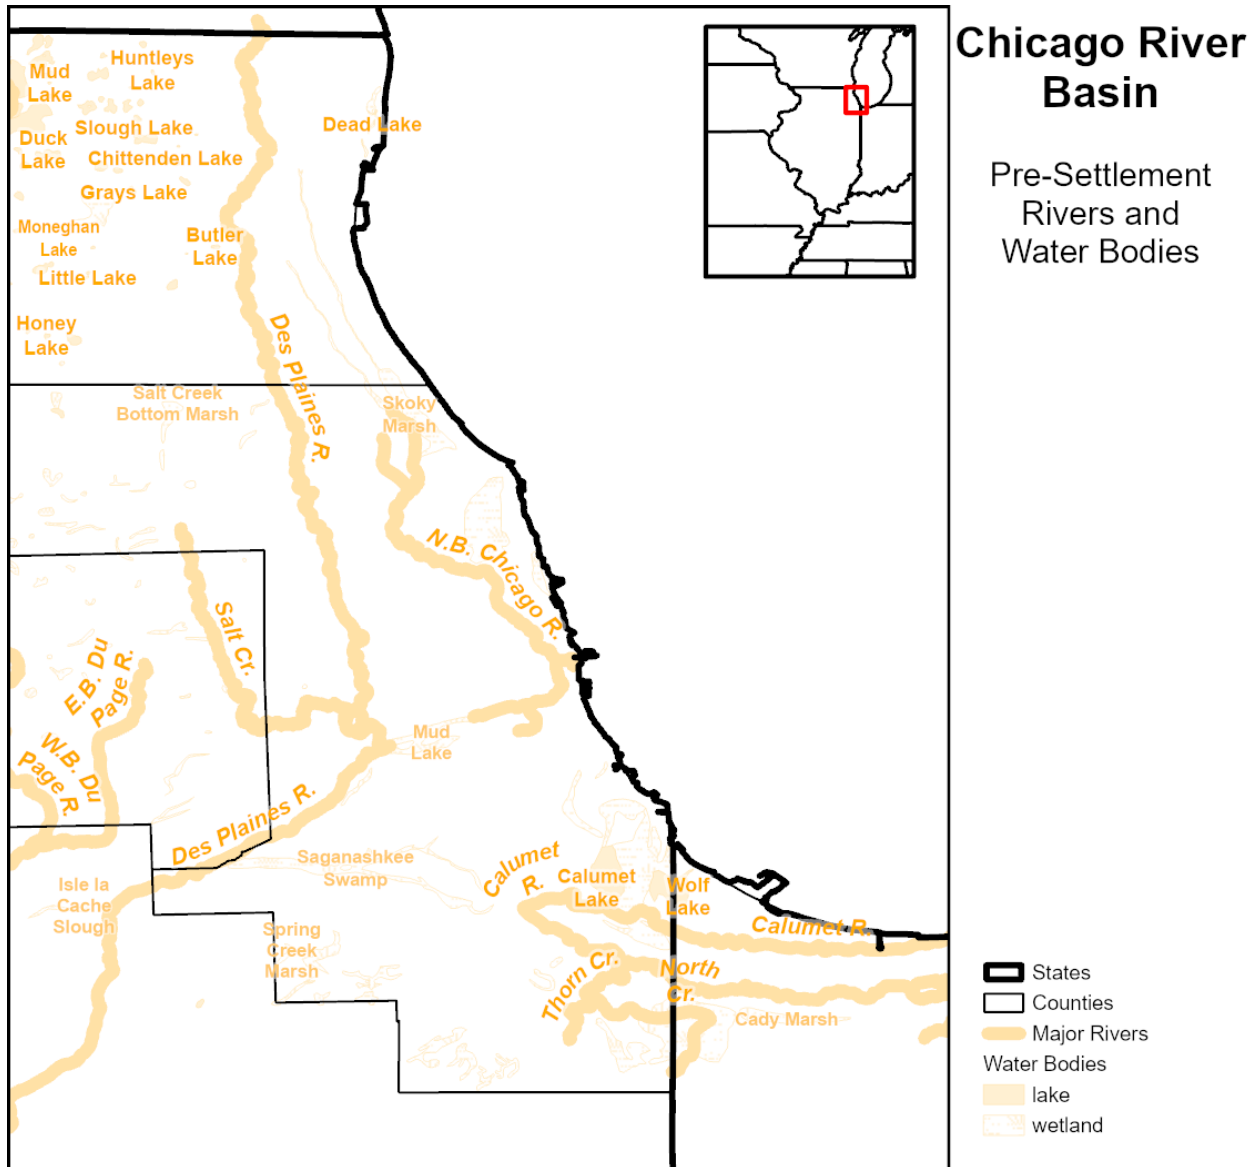 Chicago River
Basin
Pre-Settlement
Rivers and
Water Bodies
Mud
Lake
Huntleys
Lake
Dead Lake
Duck
Lake
Slough Lake
Chittenden Lake
Grays Lake
Moneghan
Lake
Butler
Lake
Little Lake
Honey
Lake
Des Plaines R.
Salt Creek
Bottom Marsh
Skoky
Marsh
N.B. Chicago R.
Salt Cr.
E.B. Du
Page R.
W.B. Du
Page R.
Mud
Lake
Des Plaines R.
Saganashkee
Swamp
Calumet
R.
Calumet
Lake
Wolf
Lake
Isle la
Cache
Slough
Calumet R.
Spring
Creek
Marsh
Thorn Cr.
North
Cr.
Cady Marsh
States
Counties
Major Rivers
Water Bodies
lake
wetland